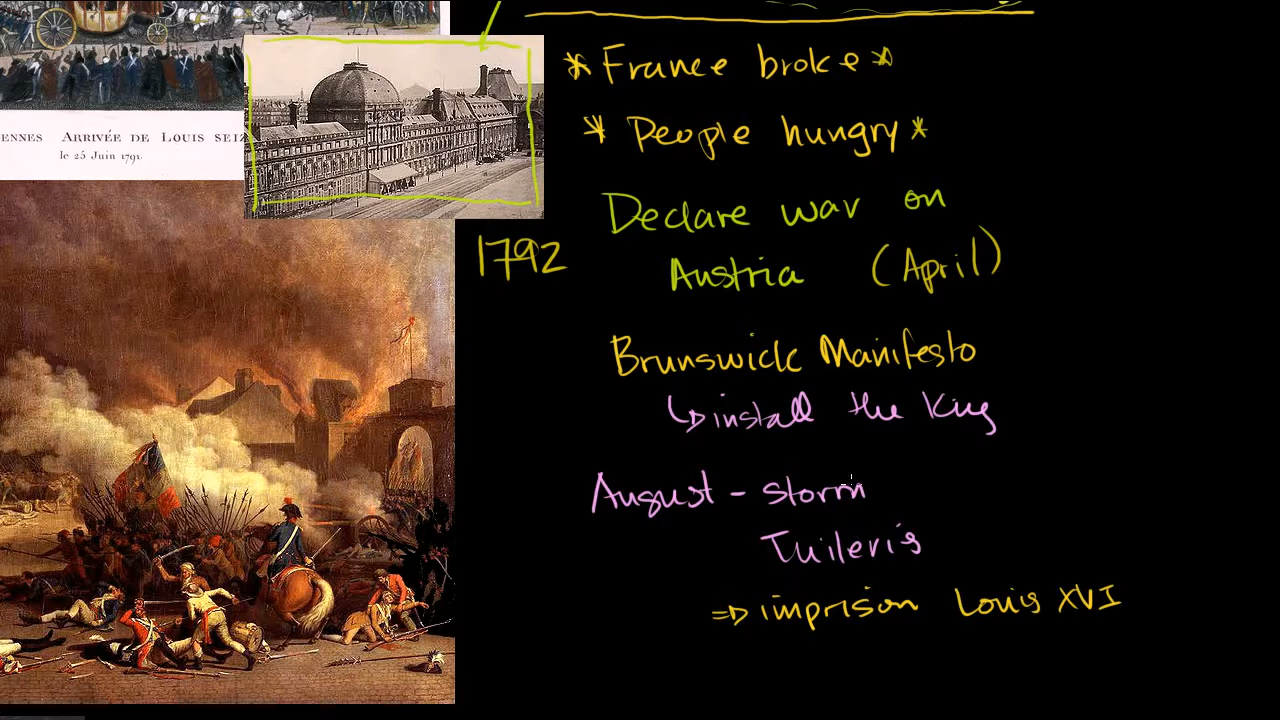 ENNES ARRIVÉE DE LOUIS SEIZ
le 25 Juin 1791.
* France broke *
* People hungry *
1792
Declare war on
Austria (April)
Brunswick Manifesto
↳ install the King
August - storm
Tuileris
⇒ imprison Louis XVI